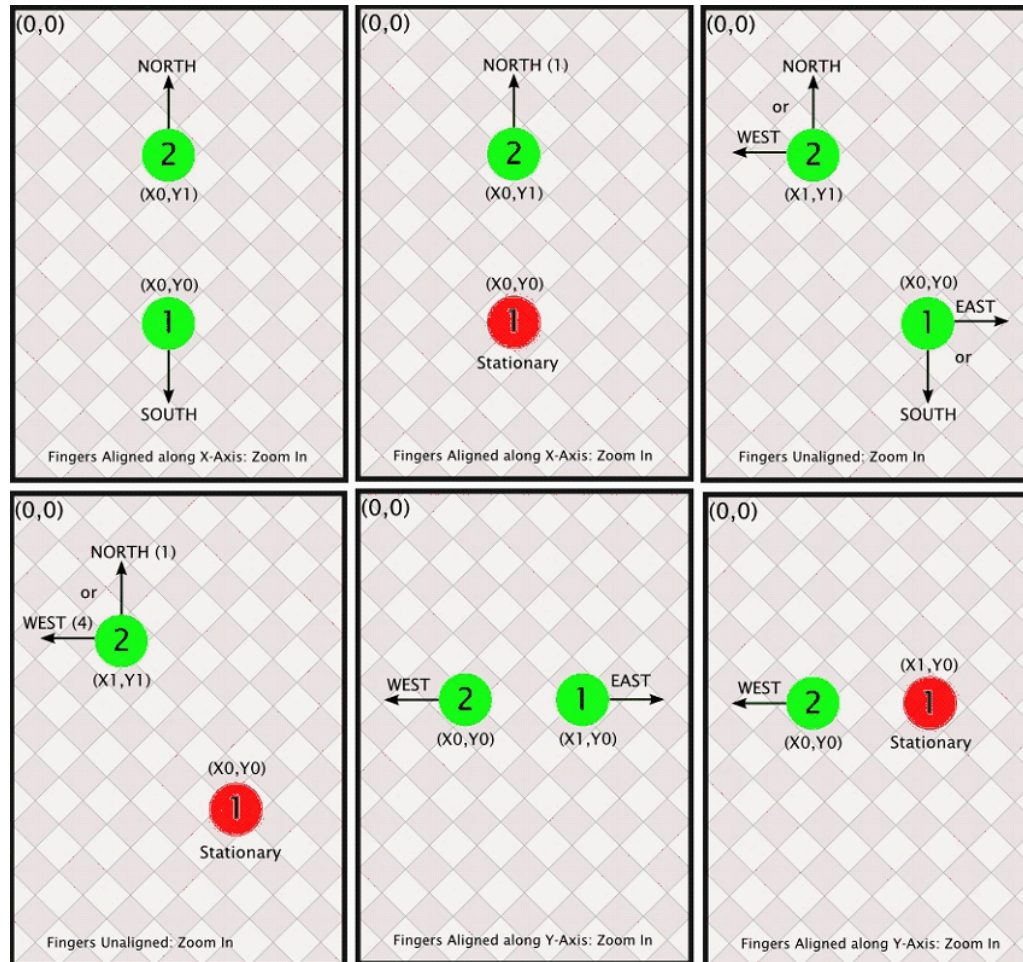 (0,0)
NORTH
2
(X0,Y1)
(X0,Y0)
1
SOUTH
Fingers Aligned along X-Axis: Zoom In
(0,0)
NORTH (1)
2
(X0,Y1)
(X0,Y0)
1
Stationary
Fingers Aligned along X-Axis: Zoom In
(0,0)
NORTH
or
WEST
2
(X1,Y1)
(X0,Y0)
1
EAST
or
SOUTH
Fingers Unaligned: Zoom In
(0,0)
NORTH (1)
or
WEST (4)
2
(X1,Y1)
(X0,Y0)
1
Stationary
Fingers Unaligned: Zoom In
(0,0)
WEST
2
1
EAST
(X0,Y0)
(X1,Y0)
Fingers Aligned along Y-Axis: Zoom In
(0,0)
(X1,Y0)
WEST
2
1
(X0,Y0)
Stationary
Fingers Aligned along Y-Axis: Zoom In